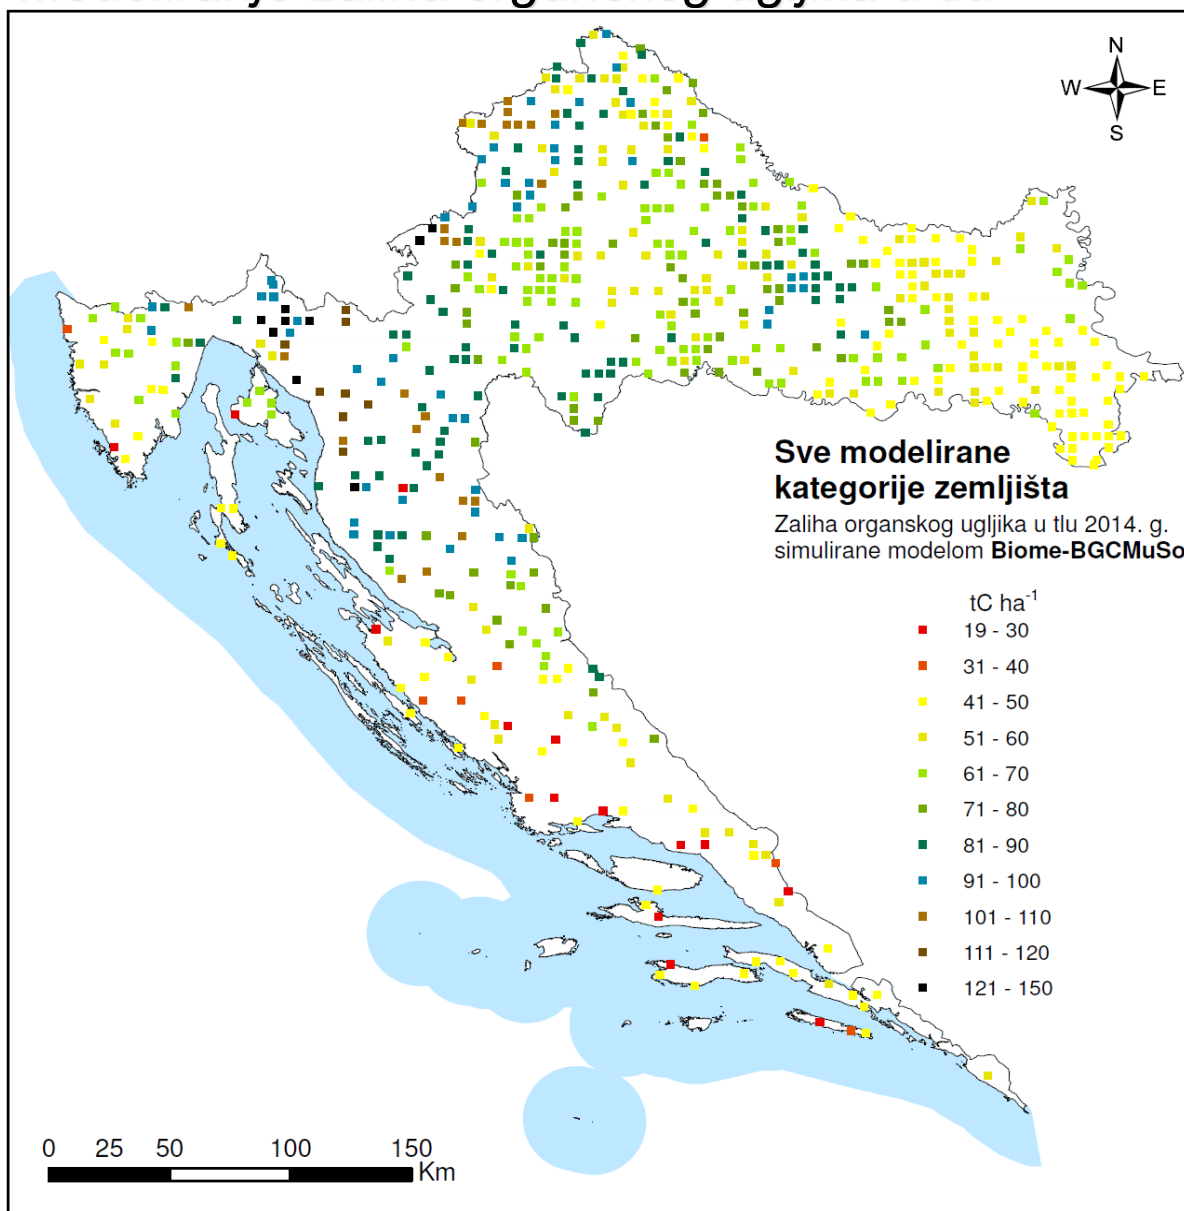 N
W E
S
Sve modelirane
kategorije zemljišta
Zaliha organskog ugljika u tlu 2014. g.
simulirane modelom Biome-BGCMuSo
tC ha⁻¹
19 - 30
31 - 40
41 - 50
51 - 60
61 - 70
71 - 80
81 - 90
91 - 100
101 - 110
111 - 120
121 - 150
0 25 50 100 150
Km